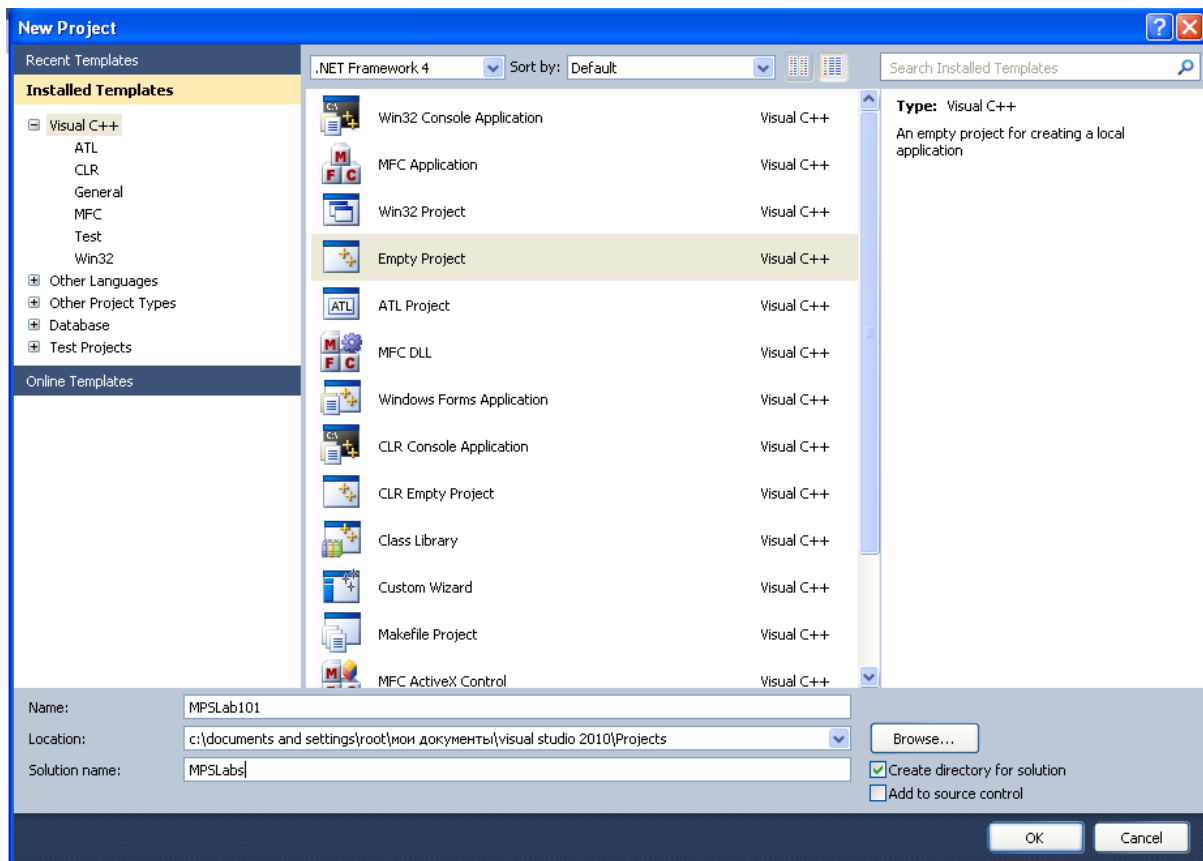 New Project
Recent Templates
Installed Templates
Visual C++
ATL
CLR
General
MFC
Test
Win32
Other Languages
Other Project Types
Database
Test Projects
Online Templates
.NET Framework 4 Sort by: Default
Win32 Console Application Visual C++
MFC Application Visual C++
Win32 Project Visual C++
Empty Project Visual C++
ATL Project Visual C++
MFC DLL Visual C++
Windows Forms Application Visual C++
CLR Console Application Visual C++
CLR Empty Project Visual C++
Class Library Visual C++
Custom Wizard Visual C++
Makefile Project Visual C++
MFC ActiveX Control Visual C++
Search Installed Templates
Type: Visual C++
An empty project for creating a local
application
Name: MPSLab101
Location: c:\documents and settings\root\мои документы\visual studio 2010\Projects Browse...
Solution name: MPSLabs
Create directory for solution
Add to source control
OK Cancel